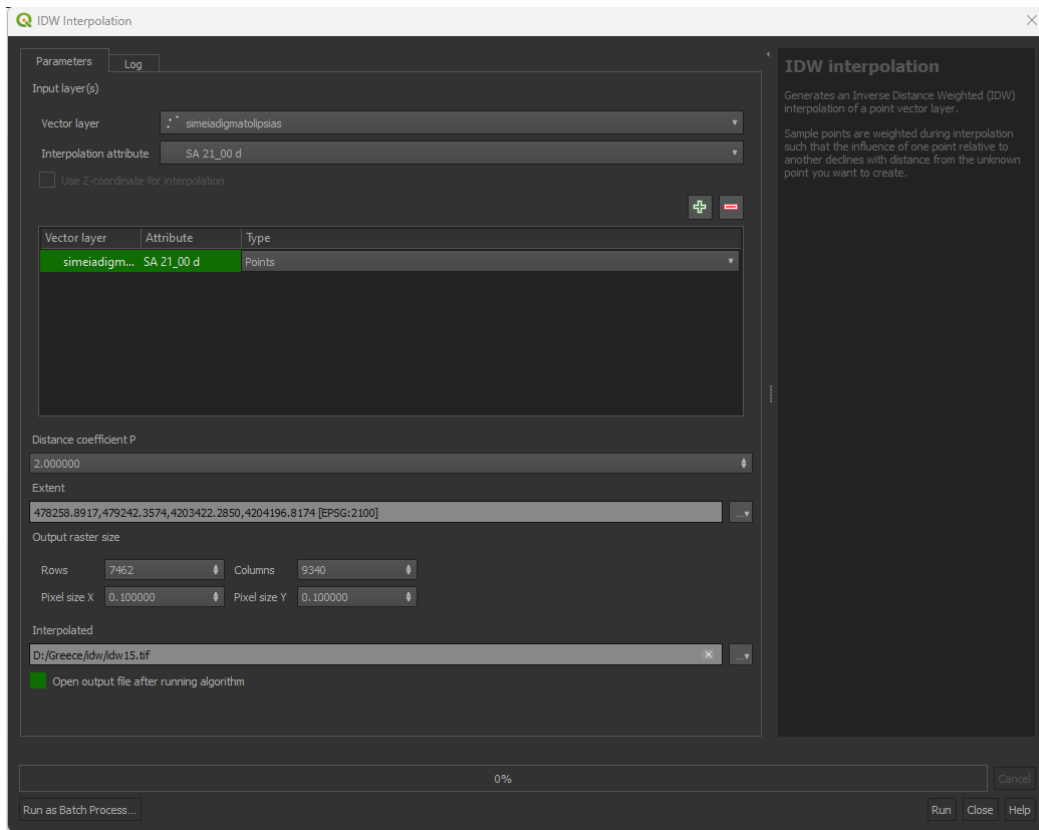 IDW Interpolation
Parameters
Log
Input layer(s)
Vector layer
simeiadigmatolipsias
Interpolation attribute
SA 21_00 d
Use Z-coordinate for interpolation
Vector layer Attribute Type
simeiadigm... SA 21_00 d Points
Distance coefficient P
2.000000
Extent
478258.8917,479242.3574,4203422.2850,4204196.8174 [EPSG:2100]
...
Output raster size
Rows 7462 Columns 9340
Pixel size X 0.100000 Pixel size Y 0.100000
Interpolated
D:/Greece/idw/idw15.tif
...
Open output file after running algorithm
IDW interpolation
Generates an Inverse Distance Weighted (IDW)
interpolation of a point vector layer.
Sample points are weighted during interpolation
such that the influence of one point relative to
another declines with distance from the unknown
point you want to create.
0%
Cancel
Run as Batch Process...
Run Close Help